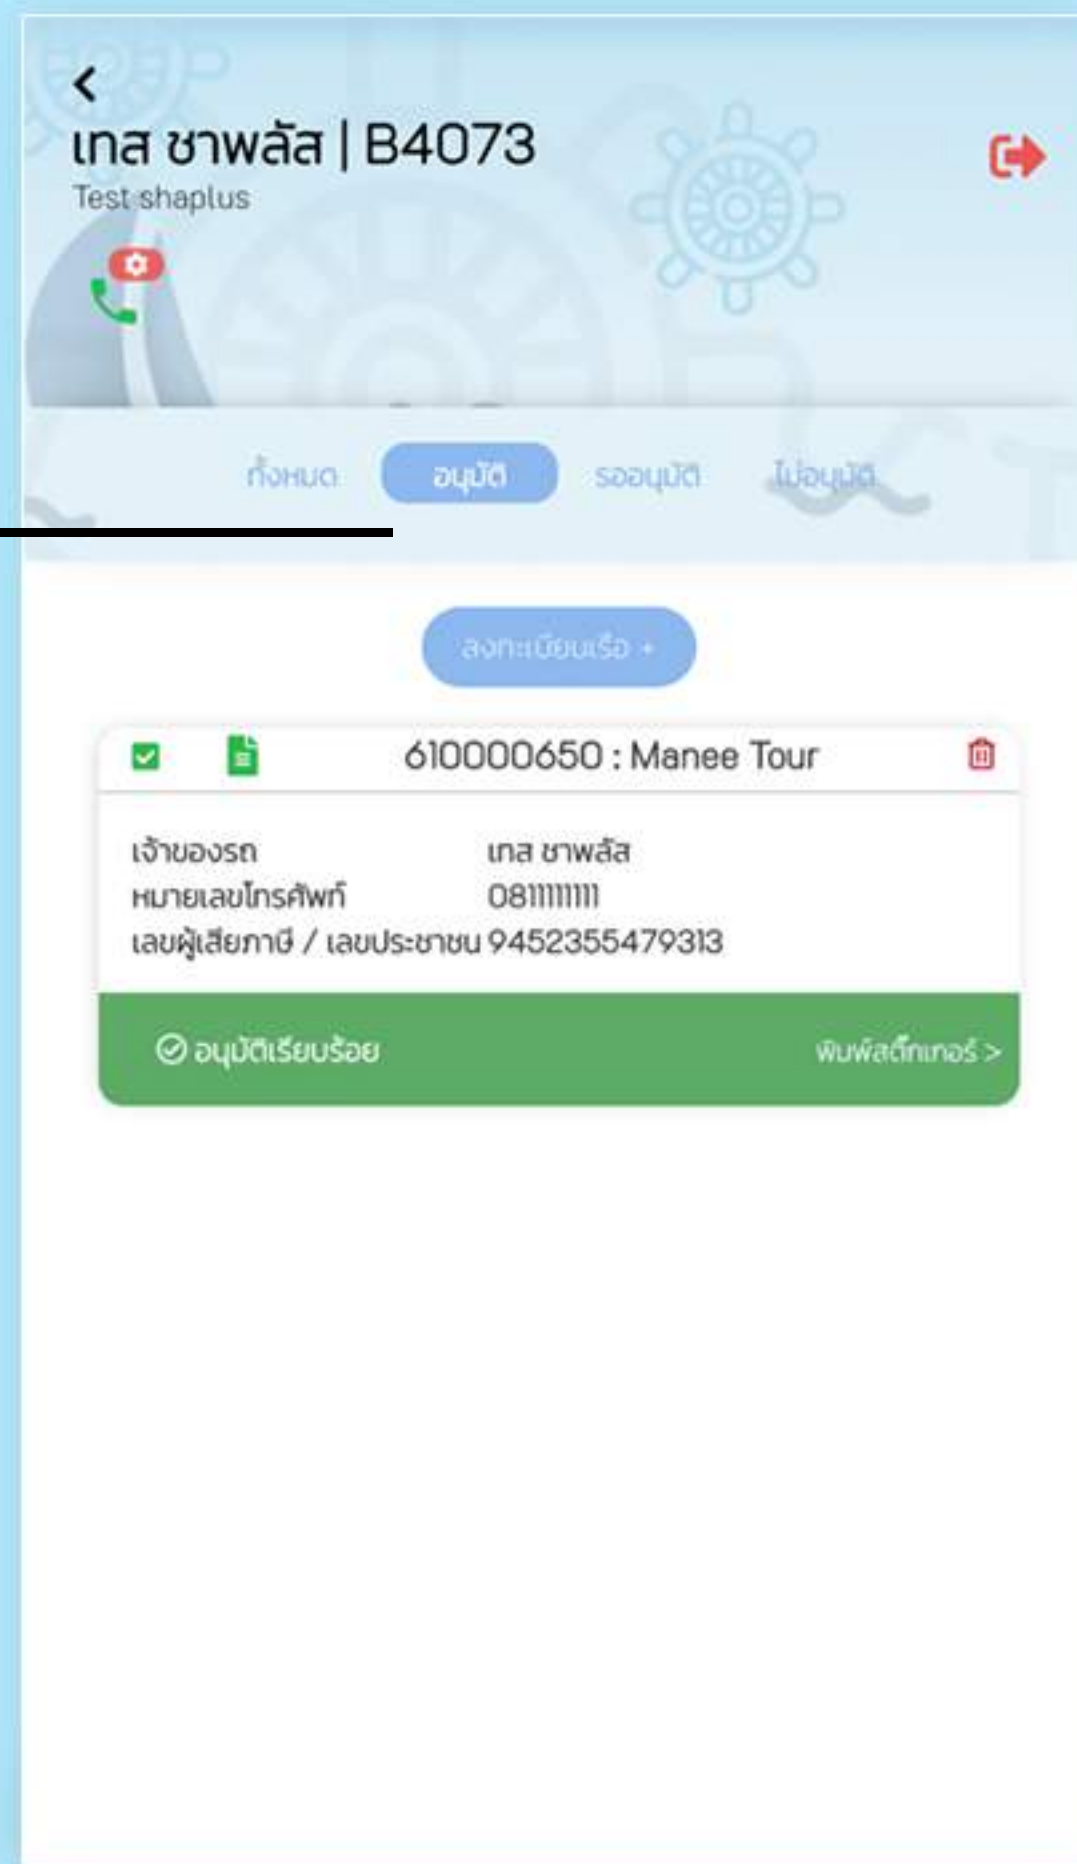 เทส ชาพลัส | B4073
Test shaplus
ทั้งหมด อนุมัติ รออนุมัติ ไม่อนุมัติ
ลงทะเบียนเรือ +
610000650 : Manee Tour
เจ้าของรถ เทส ชาพลัส
หมายเลขโทรศัพท์ 0811111111
เลขผู้เสียภาษี / เลขประชาชน 9452355479313
อนุมัติเรียบร้อย พิมพ์สติ๊กเกอร์ >